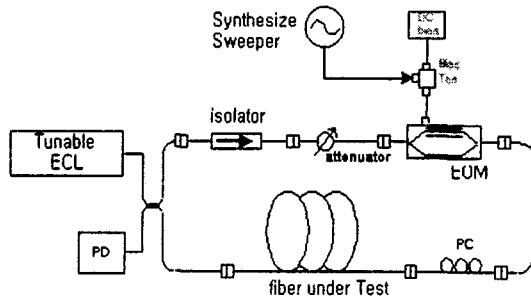 Synthesize
Sweeper
DC
bias
Bias
Tee
isolator
attenuator
EOM
Tunable
ECL
PD
PC
fiber under Test